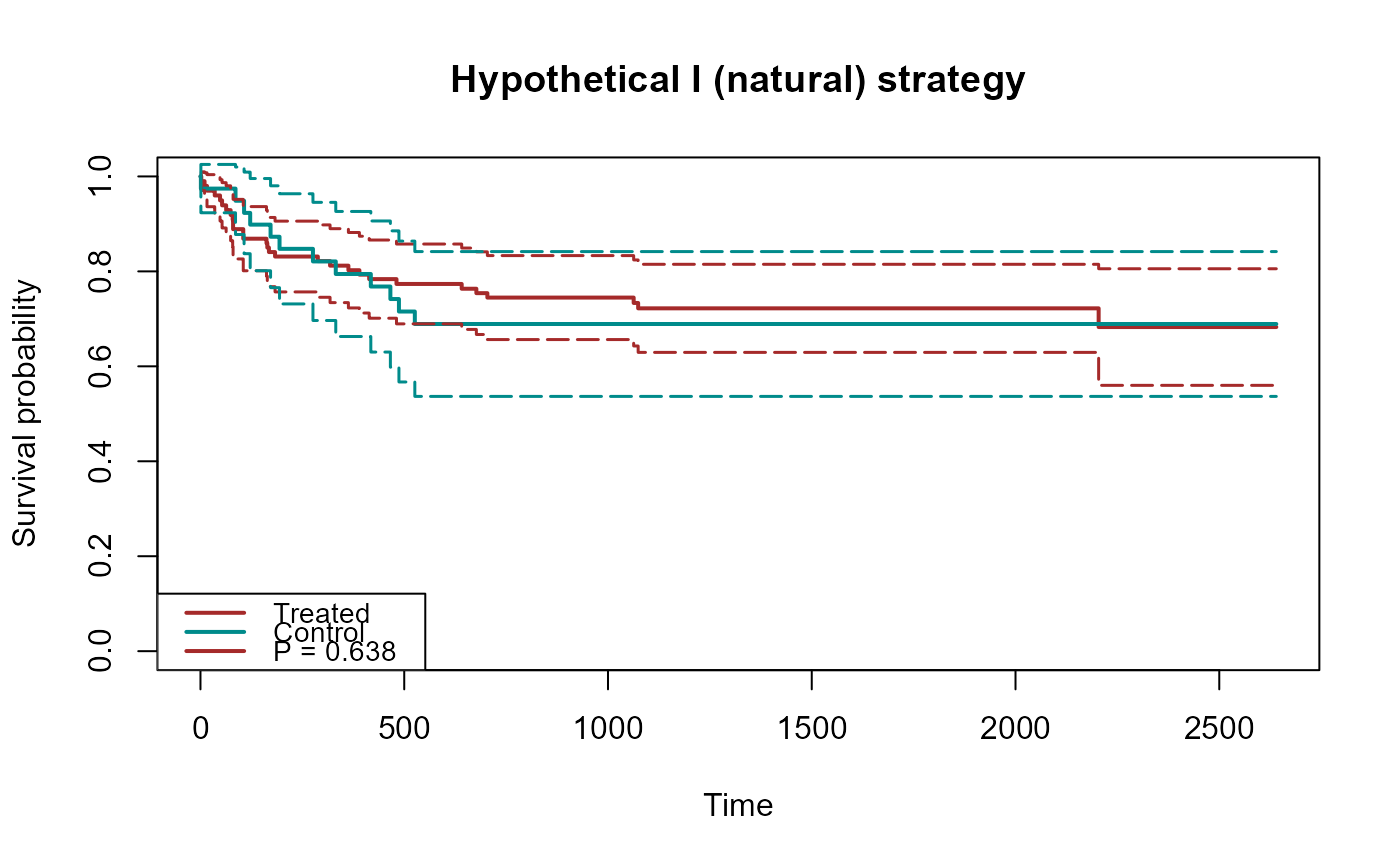 Hypothetical I (natural) strategy
Survival probability
1.0
0.8
0.6
0.4
0.2
0.0
Treated
Control
P = 0.638
0 500 1000 1500 2000 2500
Time